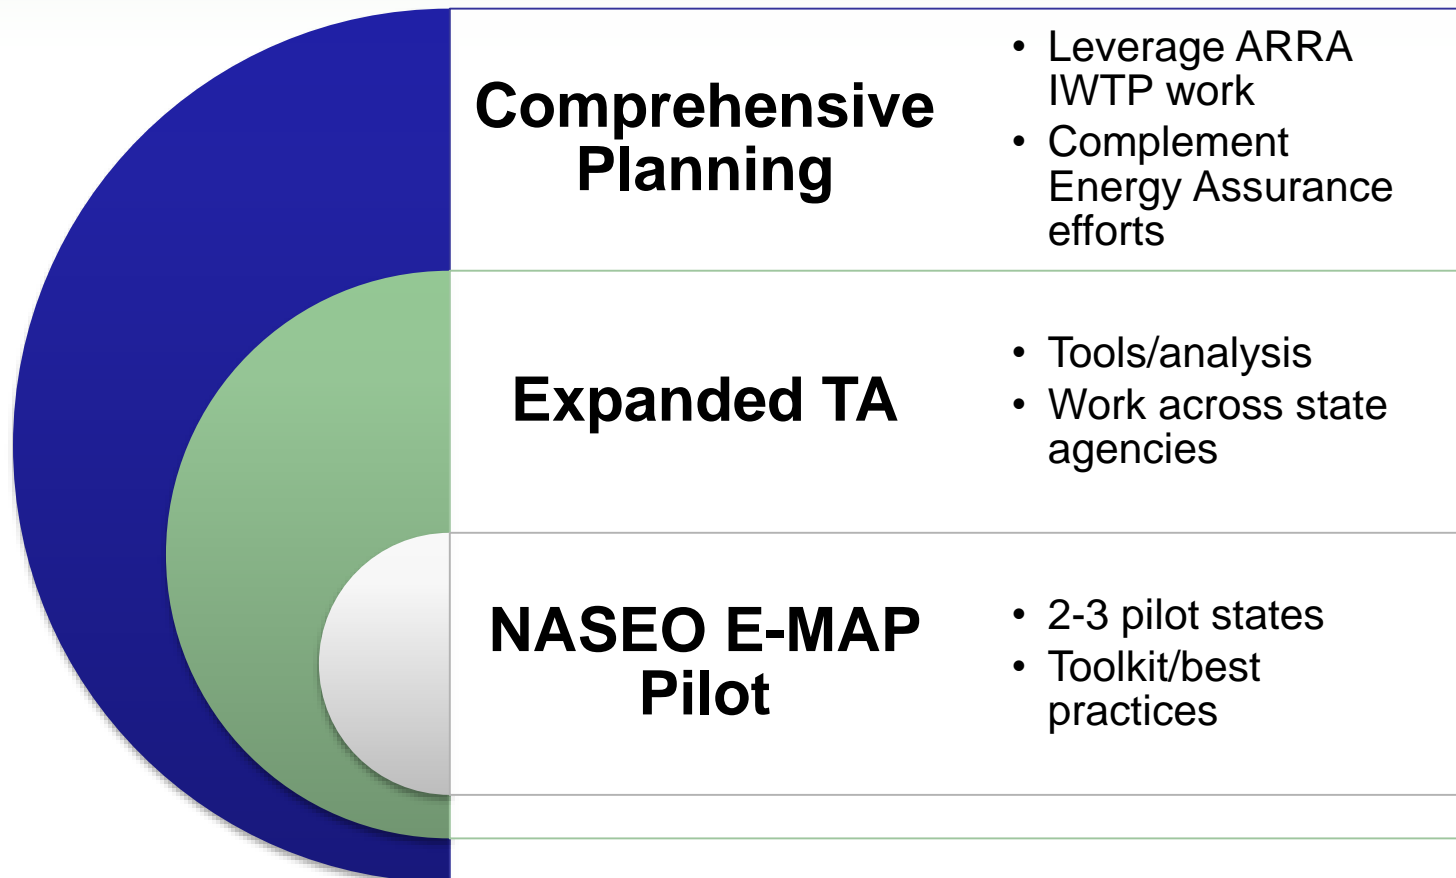 Comprehensive
Planning
• Leverage ARRA
IWTP work
• Complement
Energy Assurance
efforts
Expanded TA
• Tools/analysis
• Work across state
agencies
NASEO E-MAP
Pilot
• 2-3 pilot states
• Toolkit/best
practices